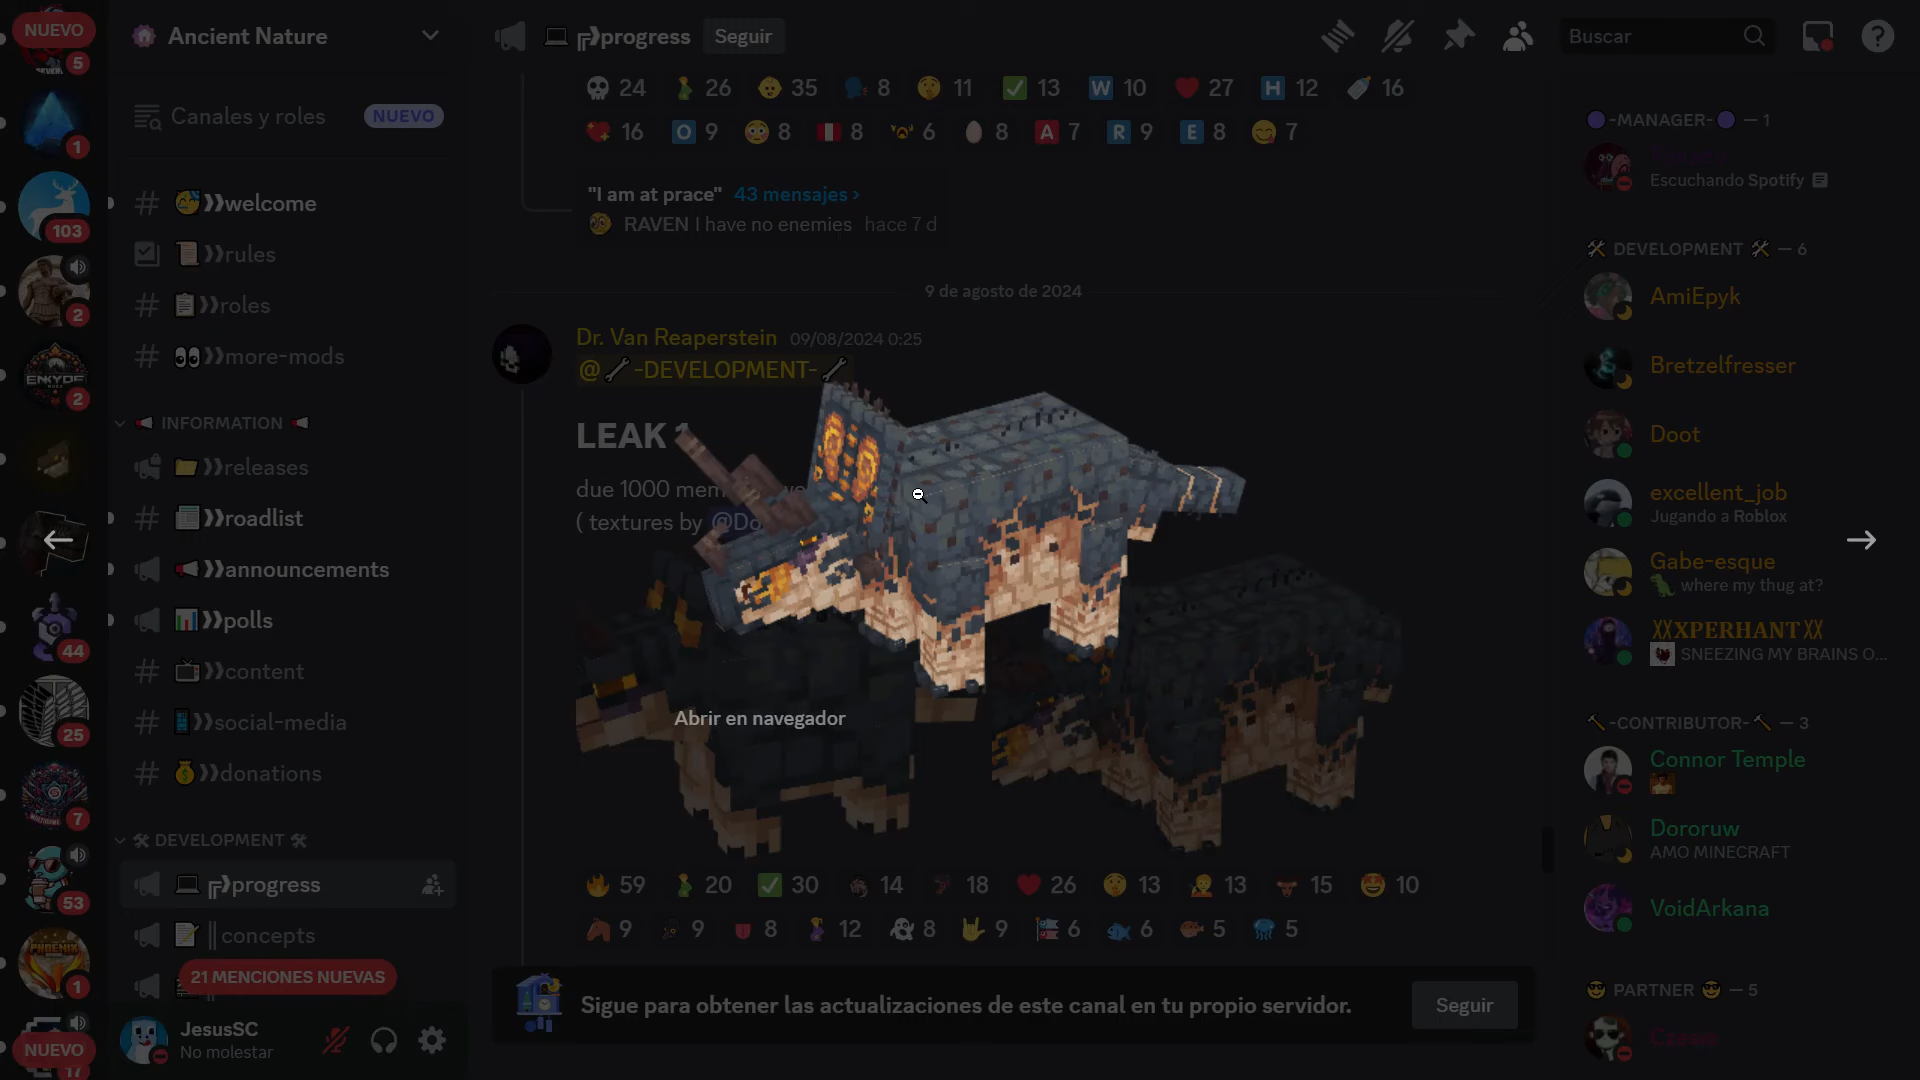 NUEVO
5
1
103
2
2
44
25
7
53
1
NUEVO
17
Ancient Nature
Canales y roles NUEVO
welcome
rules
roles
more-mods
INFORMATION
releases
roadlist
announcements
polls
content
social-media
donations
DEVELOPMENT
progress
concepts
21 MENCIONES NUEVAS
JesusSC
No molestar
progress Seguir
Buscar
24 26 35 8 11 13 W 10 27 H 12 16
16 O 9 8 8 6 8 A 7 R 9 E 8 7
"I am at prace" 43 mensajes ›
RAVEN I have no enemies hace 7 d
9 de agosto de 2024
Dr. Van Reaperstein 09/08/2024 0:25
@ -DEVELOPMENT-
LEAK 1
due 1000
( textures by
Abrir en navegador
59 20 30 14 18 26 13 13 15 10
9 9 8 12 8 9 6 6 5 5
Sigue para obtener las actualizaciones de este canal en tu propio servidor.
Seguir
-MANAGER- — 1
Escuchando Spotify
DEVELOPMENT — 6
AmiEpyk
Bretzelfresser
Doot
excellent_job
Jugando a Roblox
Gabe-esque
where my thug at?
XPERHANT
SNEEZING MY BRAINS O...
-CONTRIBUTOR- — 3
Connor Temple
Dororuw
AMO MINECRAFT
VoidArkana
PARTNER — 5